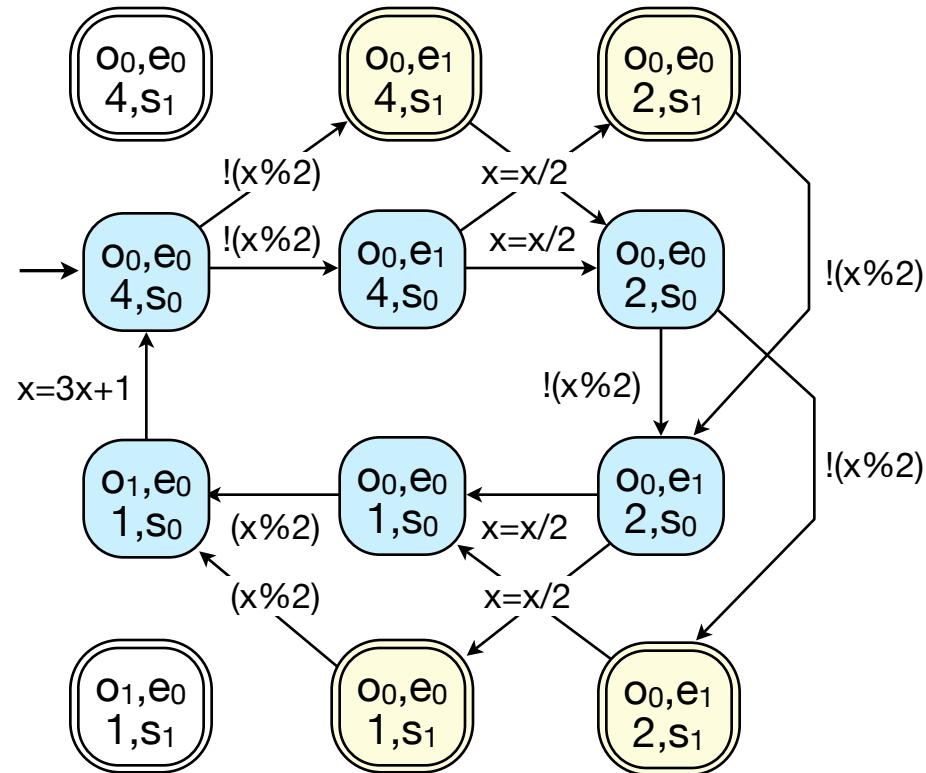 o₀,e₀
4,s₁
o₀,e₁
4,s₁
o₀,e₀
2,s₁
!(x%2)
x=x/2
o₀,e₀
4,s₀
!(x%2)
o₀,e₁
4,s₀
x=x/2
o₀,e₀
2,s₀
!(x%2)
x=3x+1
!(x%2)
!(x%2)
o₁,e₀
1,s₀
(x%2)
o₀,e₀
1,s₀
x=x/2
o₀,e₁
2,s₀
(x%2)
x=x/2
o₁,e₀
1,s₁
o₀,e₀
1,s₁
o₀,e₁
2,s₁